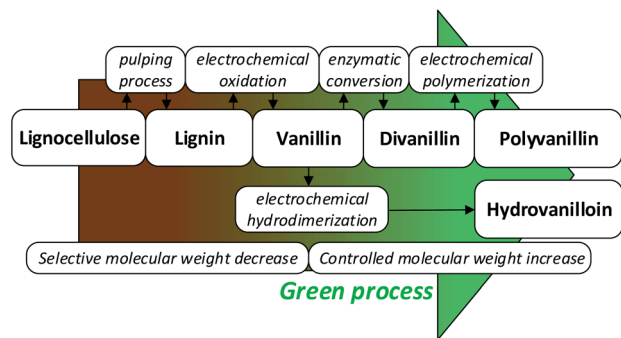 pulping
process
electrochemical
oxidation
enzymatic
conversion
electrochemical
polymerization
Lignocellulose
Lignin
Vanillin
Divanillin
Polyvanillin
electrochemical
hydrodimerization
Hydrovanilloin
Selective molecular weight decrease
Controlled molecular weight increase
Green process